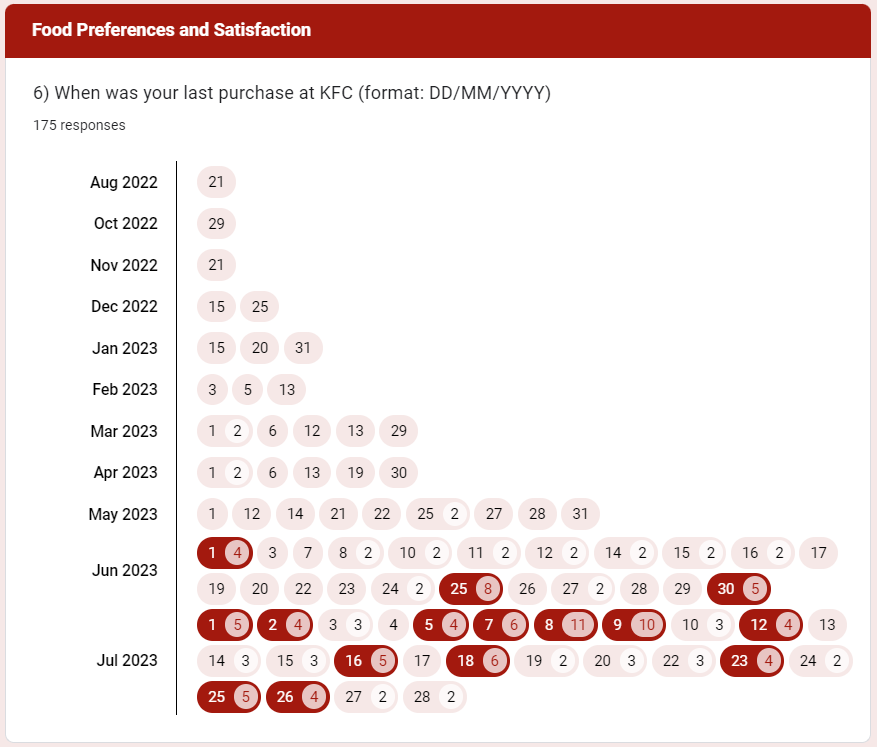 Food Preferences and Satisfaction
6) When was your last purchase at KFC (format: DD/MM/YYYY)
175 responses
Aug 2022 21
Oct 2022 29
Nov 2022 21
Dec 2022 15 25
Jan 2023 15 20 31
Feb 2023 3 5 13
Mar 2023 1 2 6 12 13 29
Apr 2023 1 2 6 13 19 30
May 2023 1 12 14 21 22 25 2 27 28 31
Jun 2023
1 4 3 7 8 2 10 2 11 2 12 2 14 2 15 2 16 2 17
19 20 22 23 24 2 25 8 26 27 2 28 29 30 5
Jul 2023
1 5 2 4 3 3 4 5 4 7 6 8 11 9 10 10 3 12 4 13
14 3 15 3 16 5 17 18 6 19 2 20 3 22 3 23 4 24 2
25 5 26 4 27 2 28 2